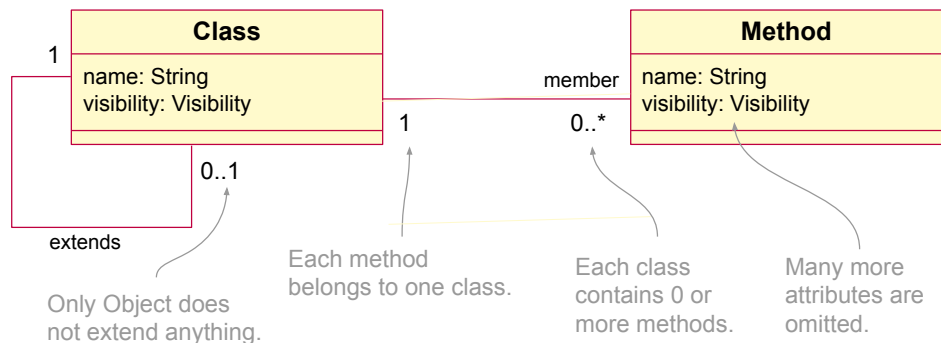 Class
Method
1
name: String
visibility: Visibility
member
name: String
visibility: Visibility
1
0..*
0..1
extends
Each method
belongs to one class.
Each class
contains 0 or
more methods.
Many more
attributes are
omitted.
Only Object does
not extend anything.